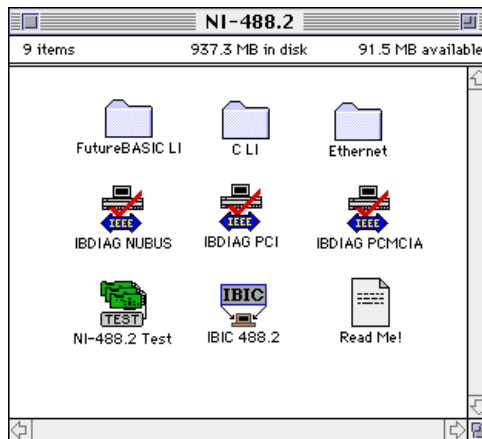 NI-488.2
9 items 937.3 MB in disk 91.5 MB available
FutureBASIC LI C LI Ethernet
IEEE IEEE IEEE
IBDIAG NUBUS IBDIAG PCI IBDIAG PCMCIA
TEST IBIC
NI-488.2 Test IBIC 488.2 Read Me!